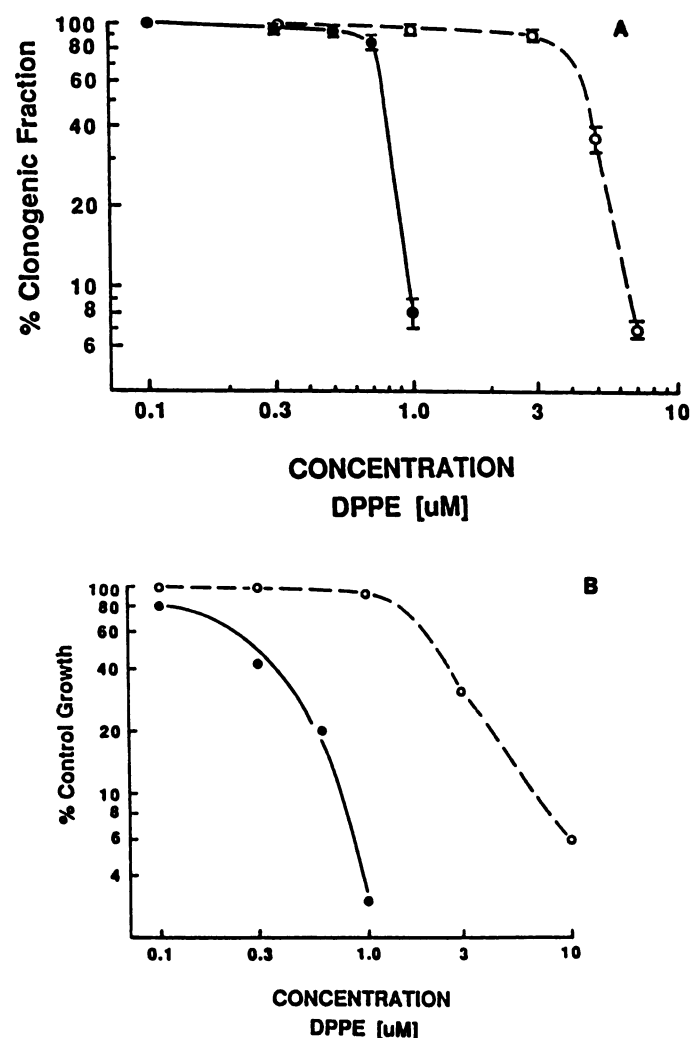 A
% Clonogenic Fraction
100
80
60
40
20
10
8
6
0.1 0.3 1.0 3 10
CONCENTRATION
DPPE [uM]
B
% Control Growth
100
80
60
40
20
10
8
6
4
0.1 0.3 1.0 3 10
CONCENTRATION
DPPE [uM]